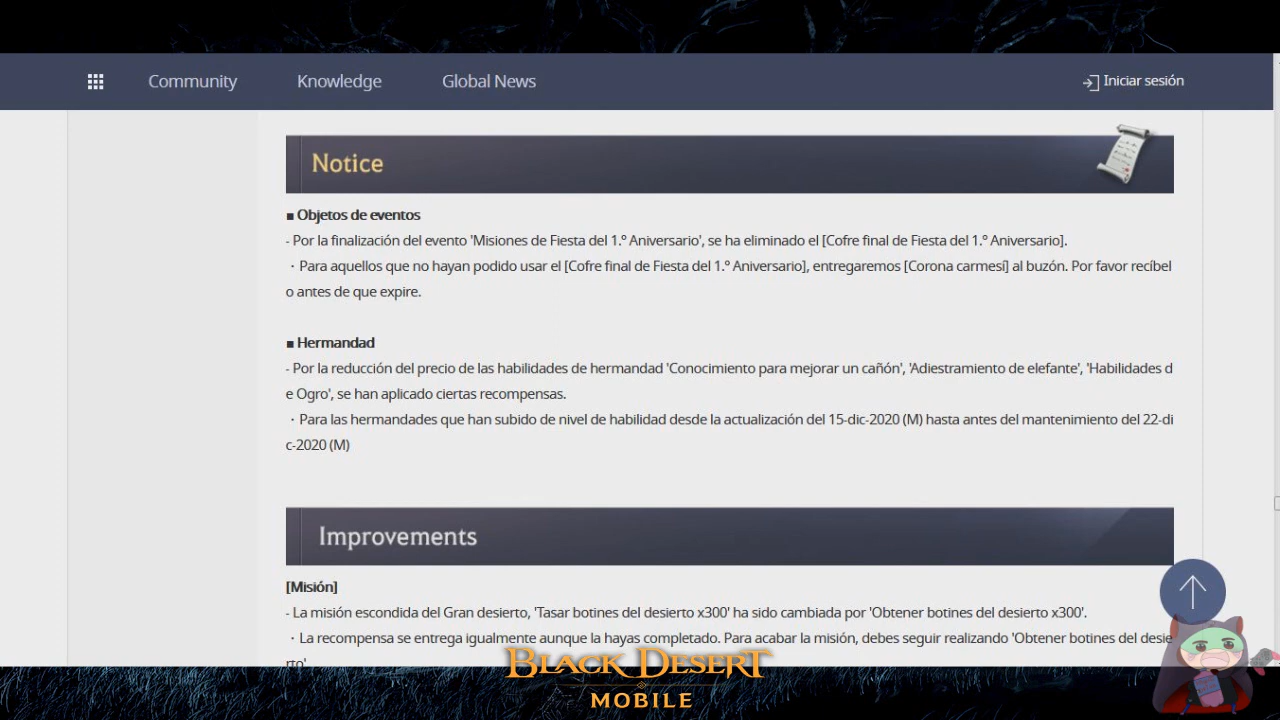 Community Knowledge Global News Iniciar sesión
Notice
■ Objetos de eventos
- Por la finalización del evento 'Misiones de Fiesta del 1.º Aniversario', se ha eliminado el [Cofre final de Fiesta del 1.º Aniversario].
· Para aquellos que no hayan podido usar el [Cofre final de Fiesta del 1.º Aniversario], entregaremos [Corona carmesí] al buzón. Por favor recíbel
o antes de que expire.
■ Hermandad
- Por la reducción del precio de las habilidades de hermandad 'Conocimiento para mejorar un cañón', 'Adiestramiento de elefante', 'Habilidades d
e Ogro', se han aplicado ciertas recompensas.
· Para las hermandades que han subido de nivel de habilidad desde la actualización del 15-dic-2020 (M) hasta antes del mantenimiento del 22-di
c-2020 (M)
Improvements
[Misión]
- La misión escondida del Gran desierto, 'Tasar botines del desierto x300' ha sido cambiada por 'Obtener botines del desierto x300'.
· La recompensa se entrega igualmente aunque la hayas completado. Para acabar la misión, debes seguir realizando 'Obtener botines del desie
rto'
BLACK DESERT
MOBILE